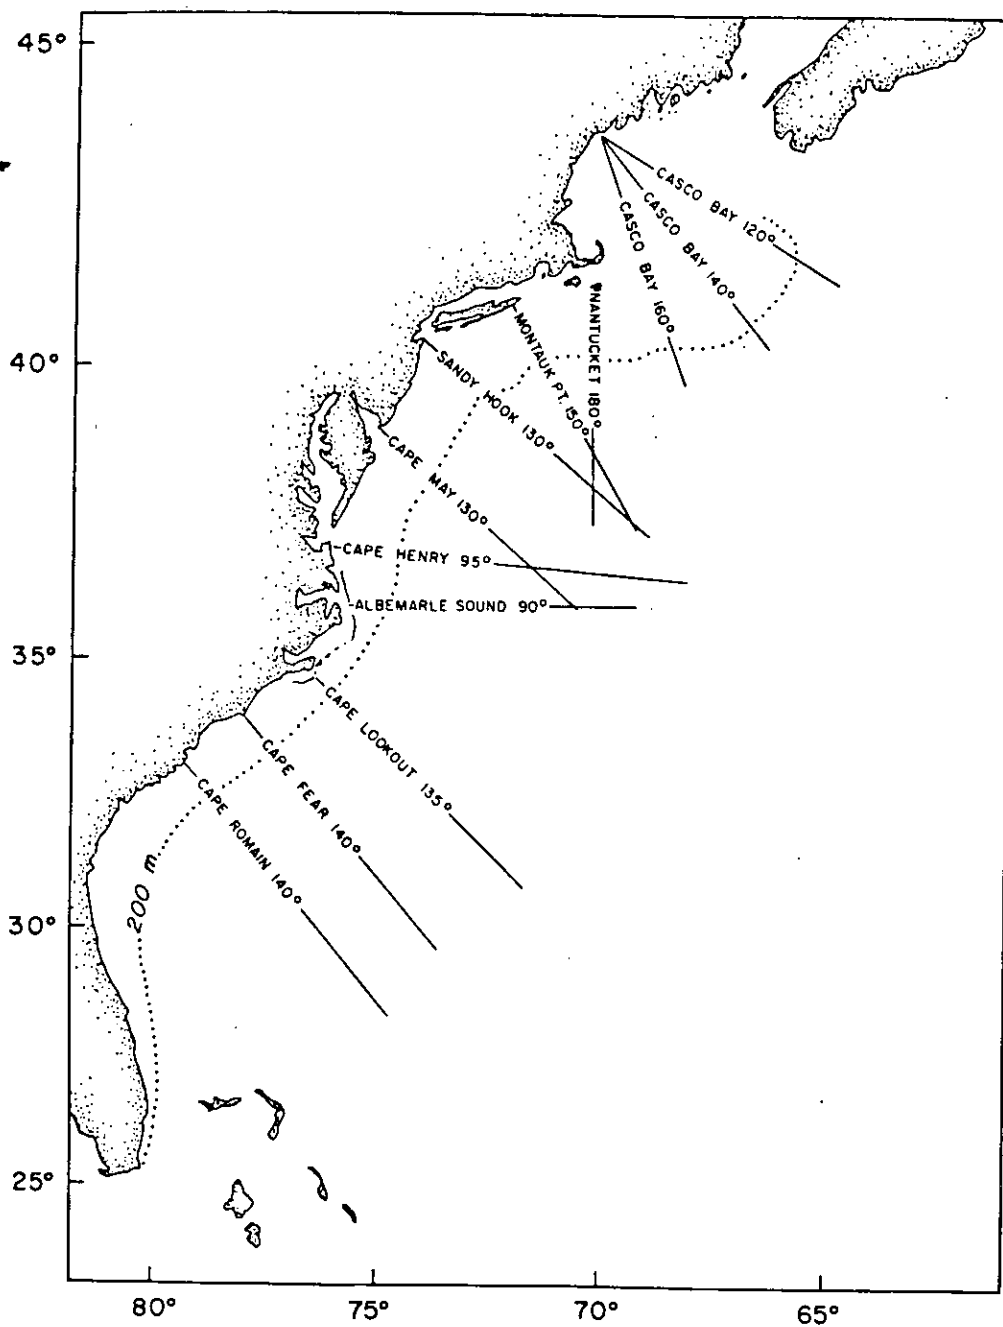 45°
CASCO BAY 120°
CASCO BAY 140°
CASCO BAY 160°
40°
NANTUCKET 180°
MONTAUK PT. 150°
SANDY HOOK 130°
CAPE MAY 130°
CAPE HENRY 95°
ALBEMARLE SOUND 90°
35°
CAPE LOOKOUT 135°
CAPE FEAR 140°
CAPE ROMAIN 140°
200 m
30°
25°
80°
75°
70°
65°